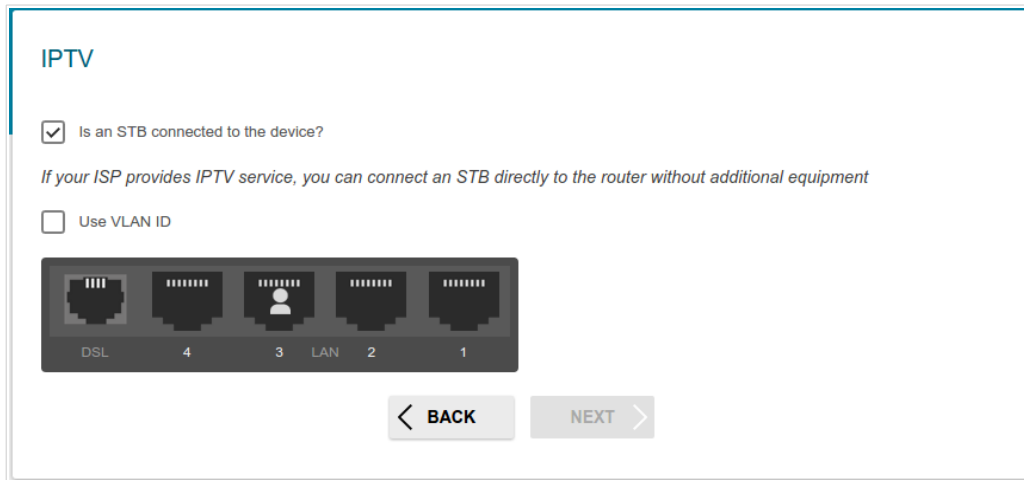 IPTV
Is an STB connected to the device?
If your ISP provides IPTV service, you can connect an STB directly to the router without additional equipment
Use VLAN ID
DSL 4 3 LAN 2 1
BACK NEXT